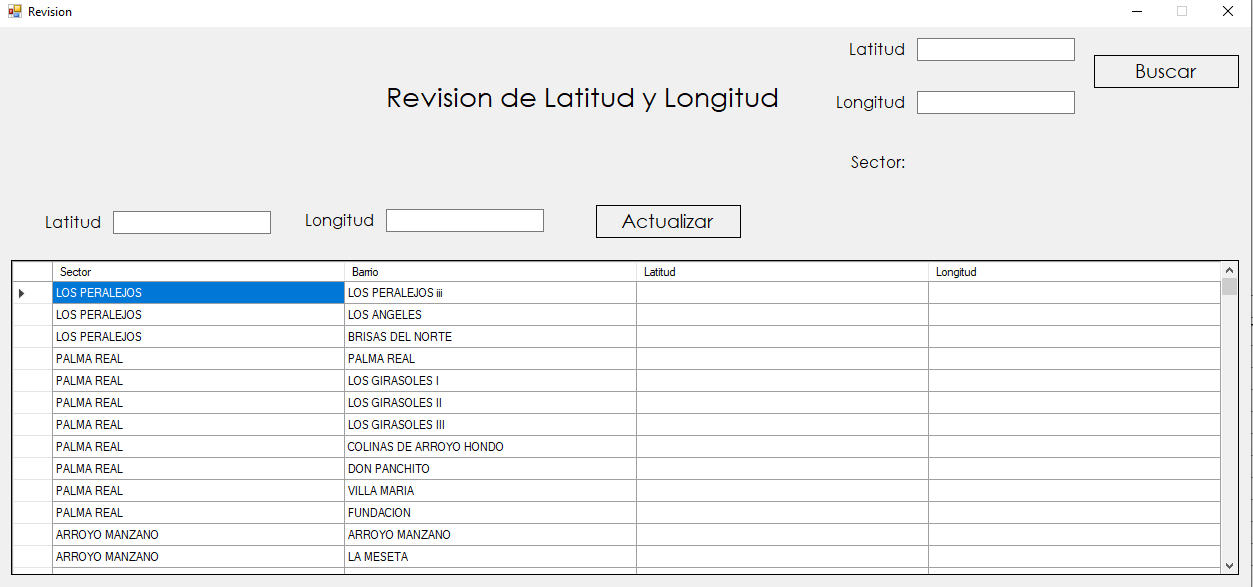 Revision
Latitud
Buscar
Revision de Latitud y Longitud
Longitud
Sector:
Latitud Longitud Actualizar
Sector Barrio Latitud Longitud
LOS PERALEJOS LOS PERALEJOS iii
LOS PERALEJOS LOS ANGELES
LOS PERALEJOS BRISAS DEL NORTE
PALMA REAL PALMA REAL
PALMA REAL LOS GIRASOLES I
PALMA REAL LOS GIRASOLES II
PALMA REAL LOS GIRASOLES III
PALMA REAL COLINAS DE ARROYO HONDO
PALMA REAL DON PANCHITO
PALMA REAL VILLA MARIA
PALMA REAL FUNDACION
ARROYO MANZANO ARROYO MANZANO
ARROYO MANZANO LA MESETA